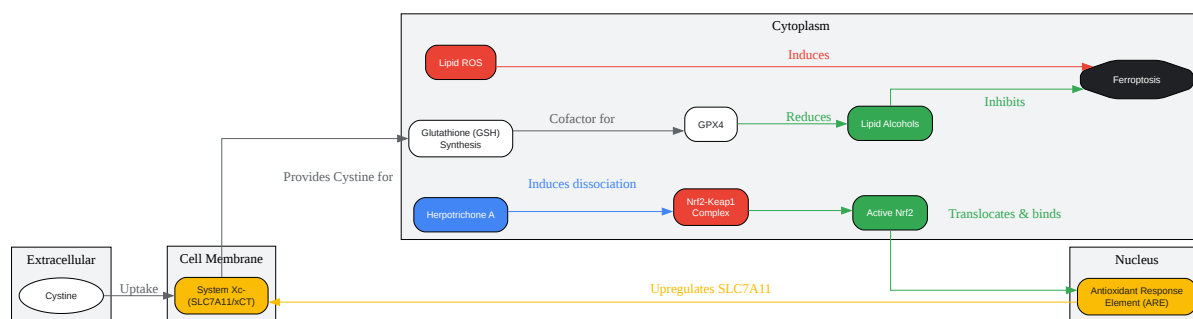 Cytoplasm
Lipid ROS
Induces
Ferroptosis
Inhibits
Glutathione (GSH)
Synthesis
Cofactor for
GPX4
Reduces
Lipid Alcohols
Provides Cystine for
Herpotrichone A
Induces dissociation
Nrf2-Keap1
Complex
Active Nrf2
Translocates & binds
Extracellular
Cystine
Uptake
Cell Membrane
System Xc-
(SLC7A11/xCT)
Upregulates SLC7A11
Nucleus
Antioxidant Response
Element (ARE)